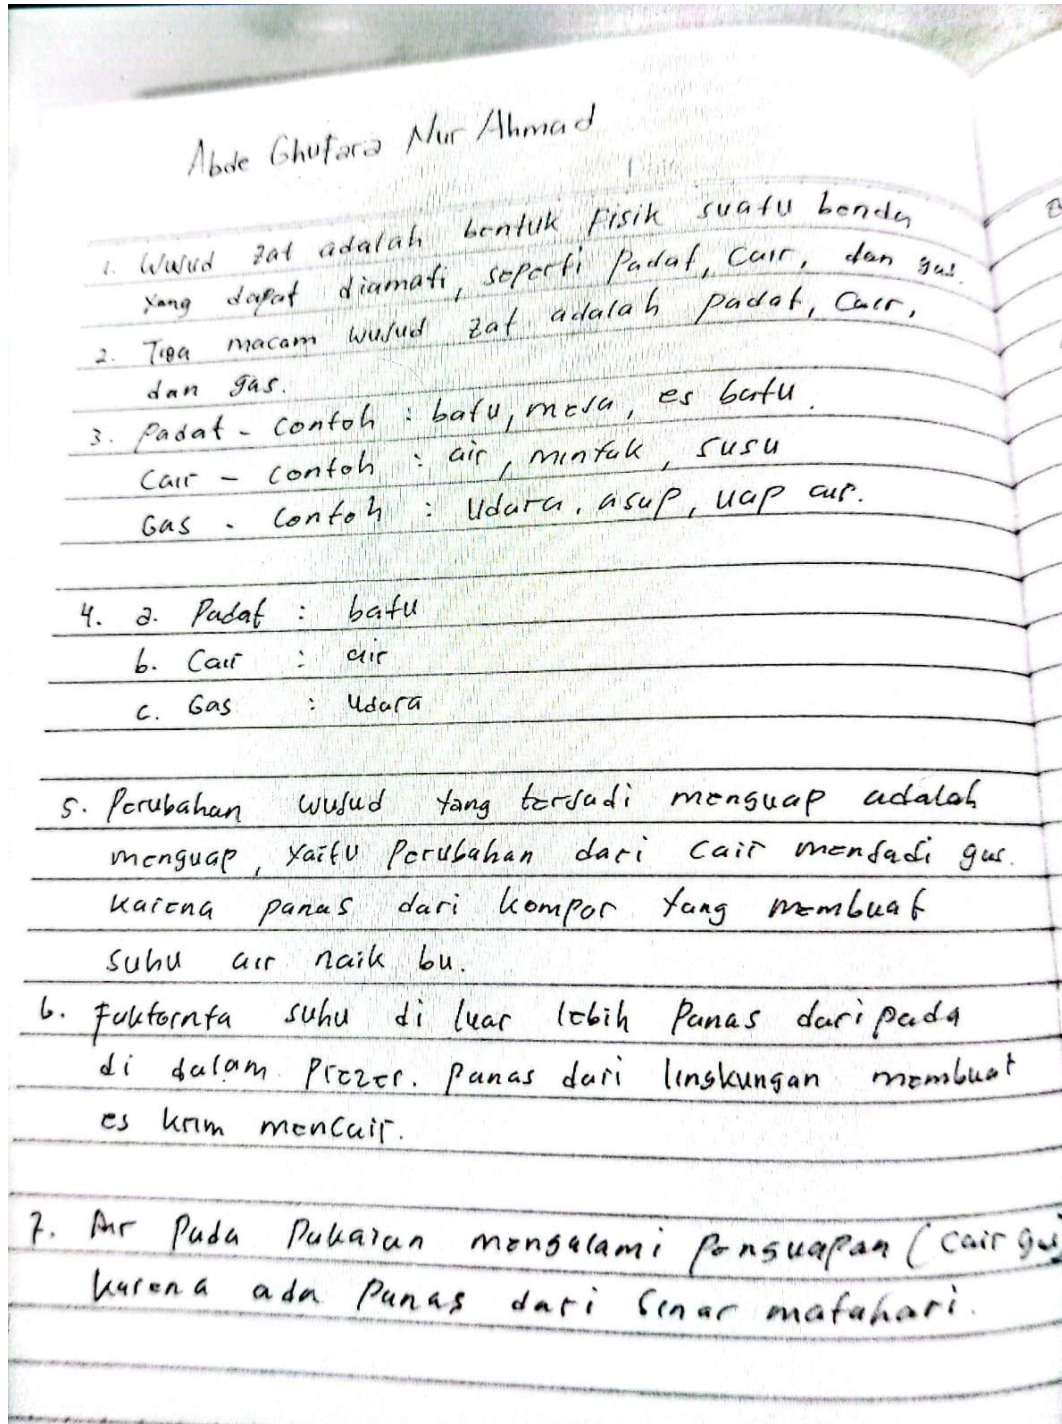 Abde Ghufara Nur Ahmad
1. Wujud zat adalah bentuk Fisik suatu benda
yang dapat diamati, seperti Padat, Cair, dan gas.
2. Tiga macam wujud zat adalah padat, Cair,
dan gas.
3. Padat - Contoh : batu, meja, es batu.
Cair - Contoh : air, mintak, susu
Gas - Contoh : Udara, asap, uap air.
4. a. Padat : batu
b. Cair : air
c. Gas : Udara
5. Perubahan wujud yang terjadi menguap adalah
menguap, yaitu Perubahan dari Cair menjadi gas.
Karena panas dari kompor yang membuat
suhu air naik bu.
6. Faktornya suhu di luar lebih Panas daripada
di dalam Prezer. Panas dari lingkungan membuat
es krim mencair.
7. Air Pada Pakaian mengalami Penguapan (cair gas
karena ada Panas dari Sinar matahari.